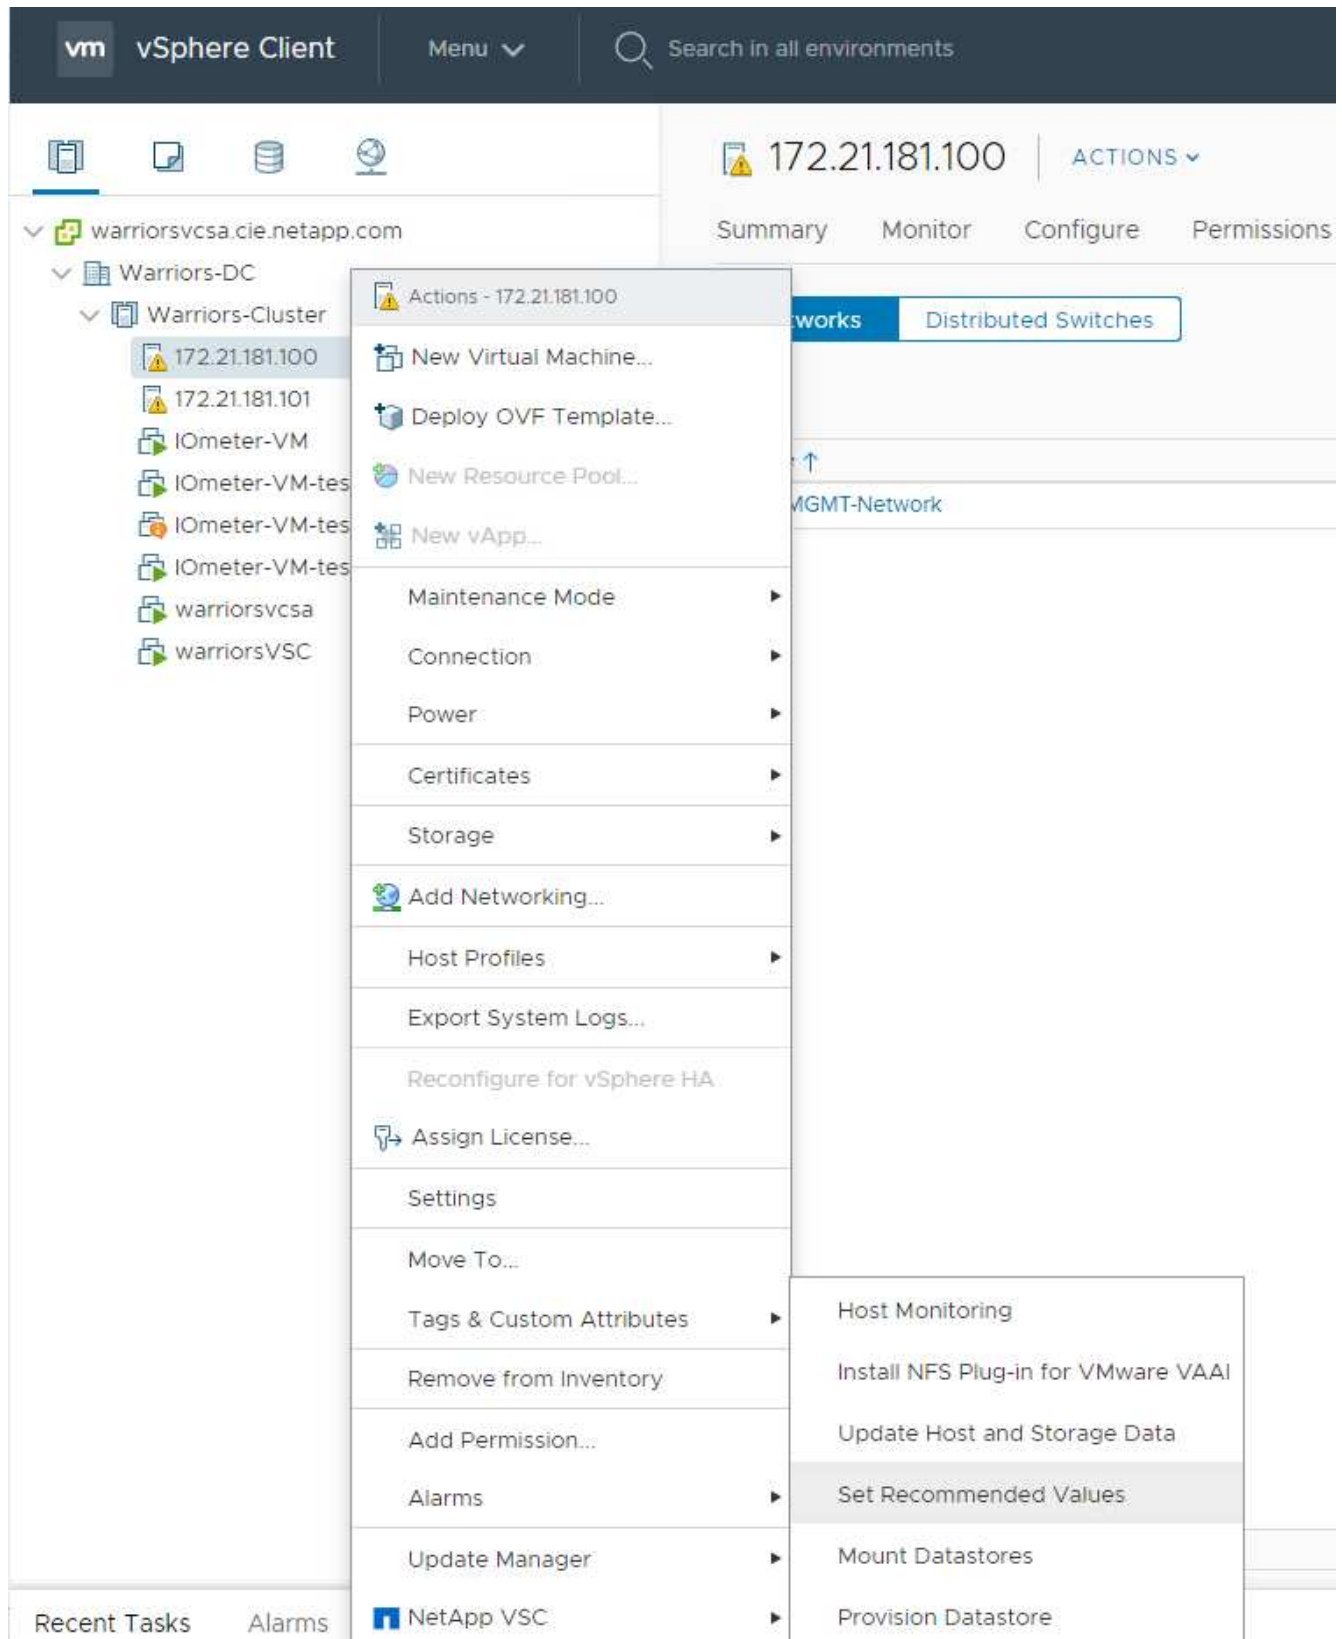 vm vSphere Client Menu Search in all environments
172.21.181.100 ACTIONS
Summary Monitor Configure Permissions
works Distributed Switches
MGMT-Network
warriorsvcsa.cie.netapp.com
Warriors-DC
Warriors-Cluster
172.21.181.100
172.21.181.101
IOmeter-VM
IOmeter-VM-tes
IOmeter-VM-tes
IOmeter-VM-tes
warriorsvcsa
warriorsVSC
Actions - 172.21.181.100
New Virtual Machine...
Deploy OVF Template...
New Resource Pool...
New vApp...
Maintenance Mode
Connection
Power
Certificates
Storage
Add Networking...
Host Profiles
Export System Logs...
Reconfigure for vSphere HA
Assign License...
Settings
Move To...
Tags & Custom Attributes
Remove from Inventory
Add Permission...
Alarms
Update Manager
NetApp VSC
Host Monitoring
Install NFS Plug-in for VMware VAAI
Update Host and Storage Data
Set Recommended Values
Mount Datastores
Provision Datastore
Recent Tasks Alarms